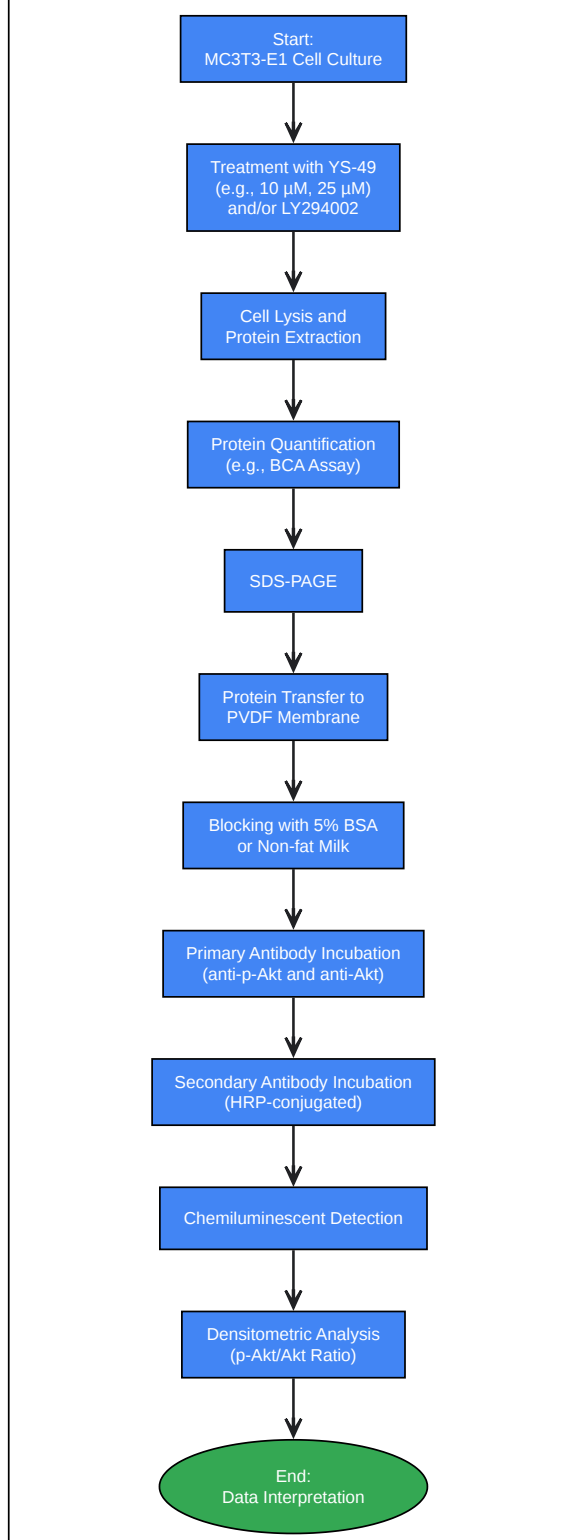 Start:
MC3T3-E1 Cell Culture
Treatment with YS-49
(e.g., 10 µM, 25 µM)
and/or LY294002
Cell Lysis and
Protein Extraction
Protein Quantification
(e.g., BCA Assay)
SDS-PAGE
Protein Transfer to
PVDF Membrane
Blocking with 5% BSA
or Non-fat Milk
Primary Antibody Incubation
(anti-p-Akt and anti-Akt)
Secondary Antibody Incubation
(HRP-conjugated)
Chemiluminescent Detection
Densitometric Analysis
(p-Akt/Akt Ratio)
End:
Data Interpretation